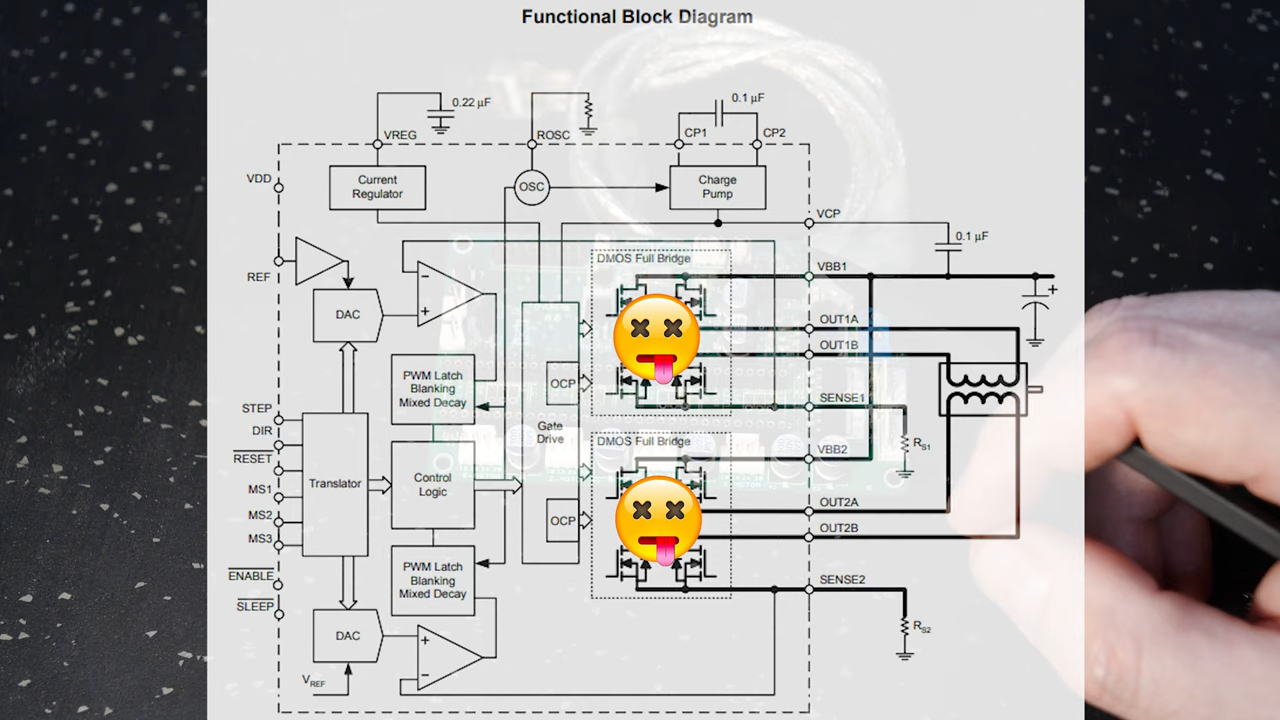 Functional Block Diagram
0.22 µF
0.1 µF
VREG
ROSC
CP1
CP2
VDD
Current
Regulator
OSC
Charge
Pump
VCP
0.1 µF
REF
DMOS Full Bridge
VBB1
+
−
+
DAC
OUT1A
OUT1B
PWM Latch
Blanking
Mixed Decay
OCP
SENSE1
STEP
DIR
RESET
MS1
MS2
MS3
Translator
Control
Logic
Gate
Drive
DMOS Full Bridge
RS1
VBB2
OUT2A
OCP
OUT2B
ENABLE
SLEEP
PWM Latch
Blanking
Mixed Decay
SENSE2
DAC
+
−
RS2
VREF